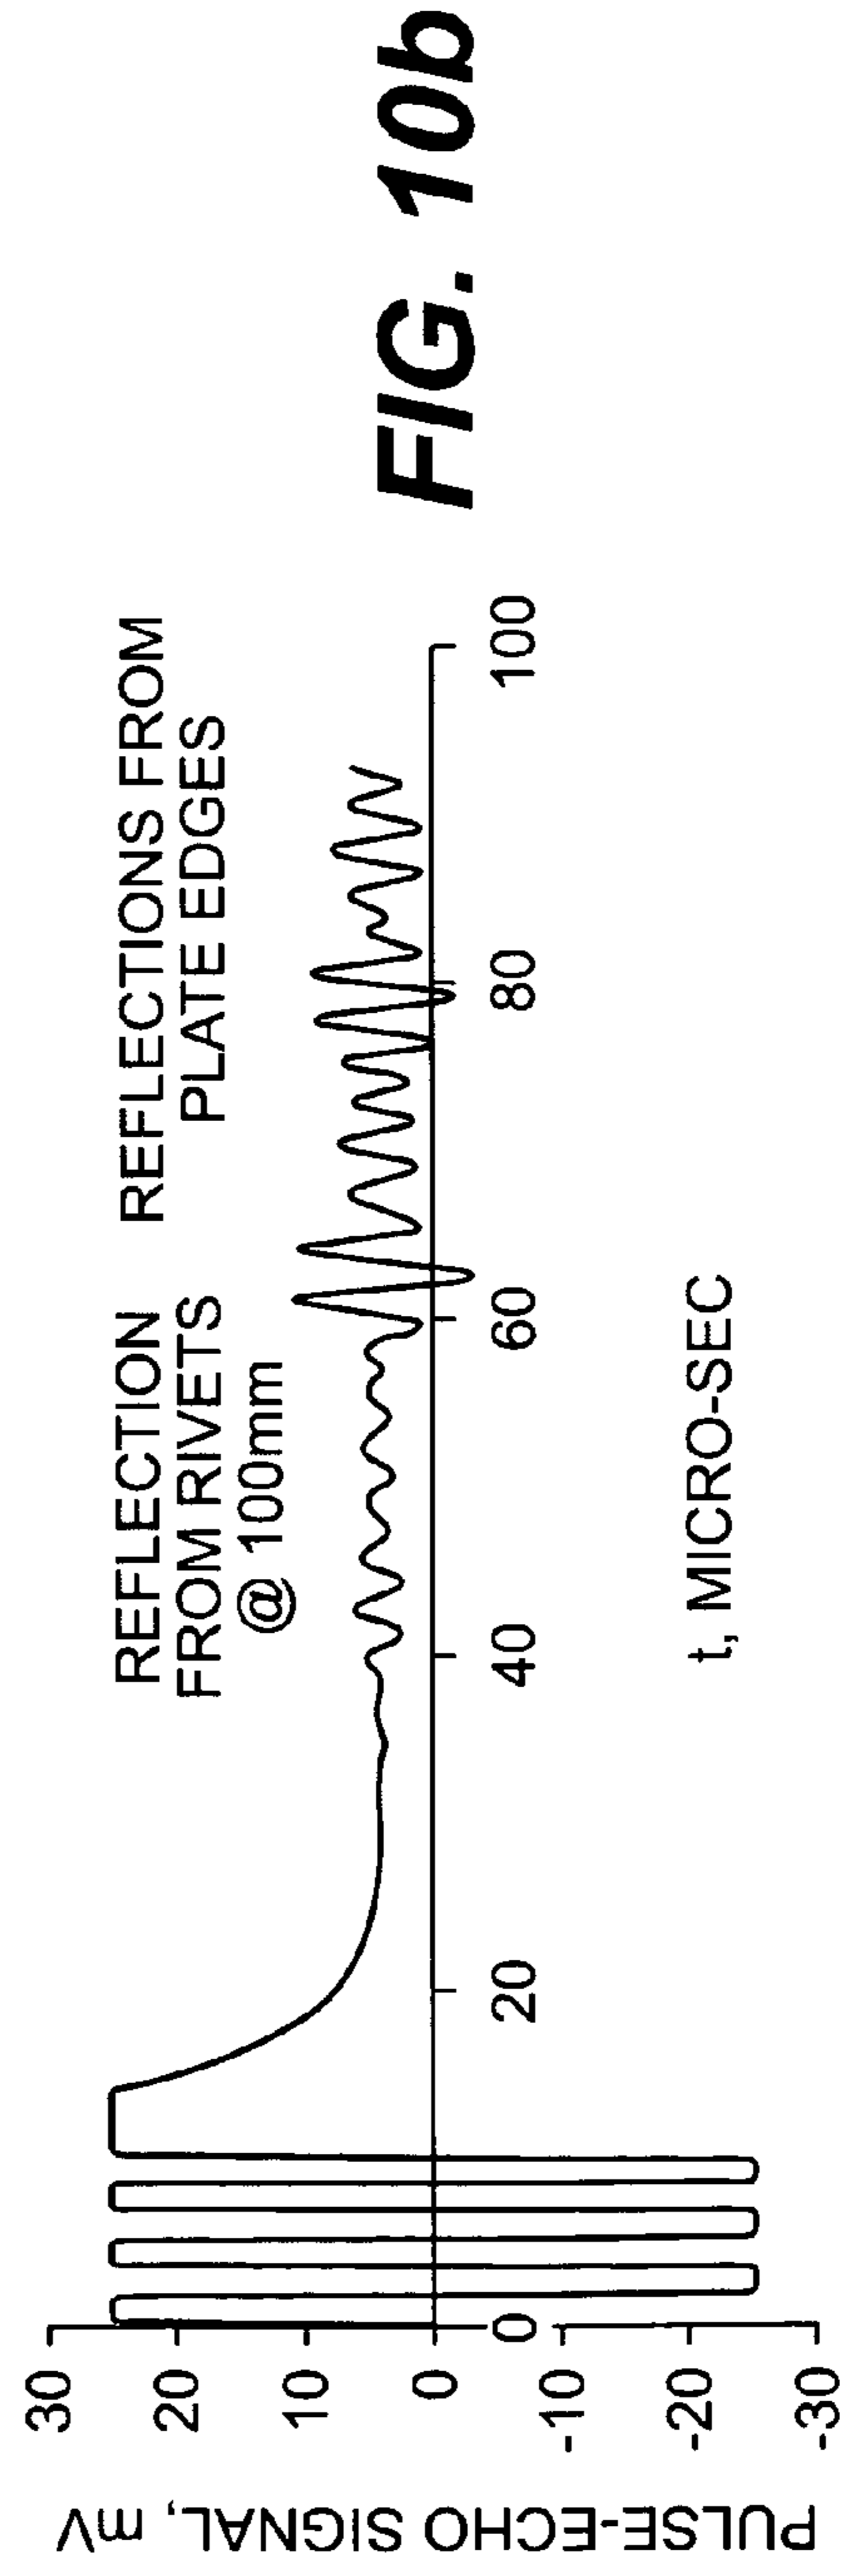 REFLECTION
FROM RIVETS
@ 100mm
REFLECTIONS FROM
PLATE EDGES
PULSE-ECHO SIGNAL, mV
30
20
10
0
-10
-20
-30
0
20
40
60
80
100
t, MICRO-SEC
FIG. 10b